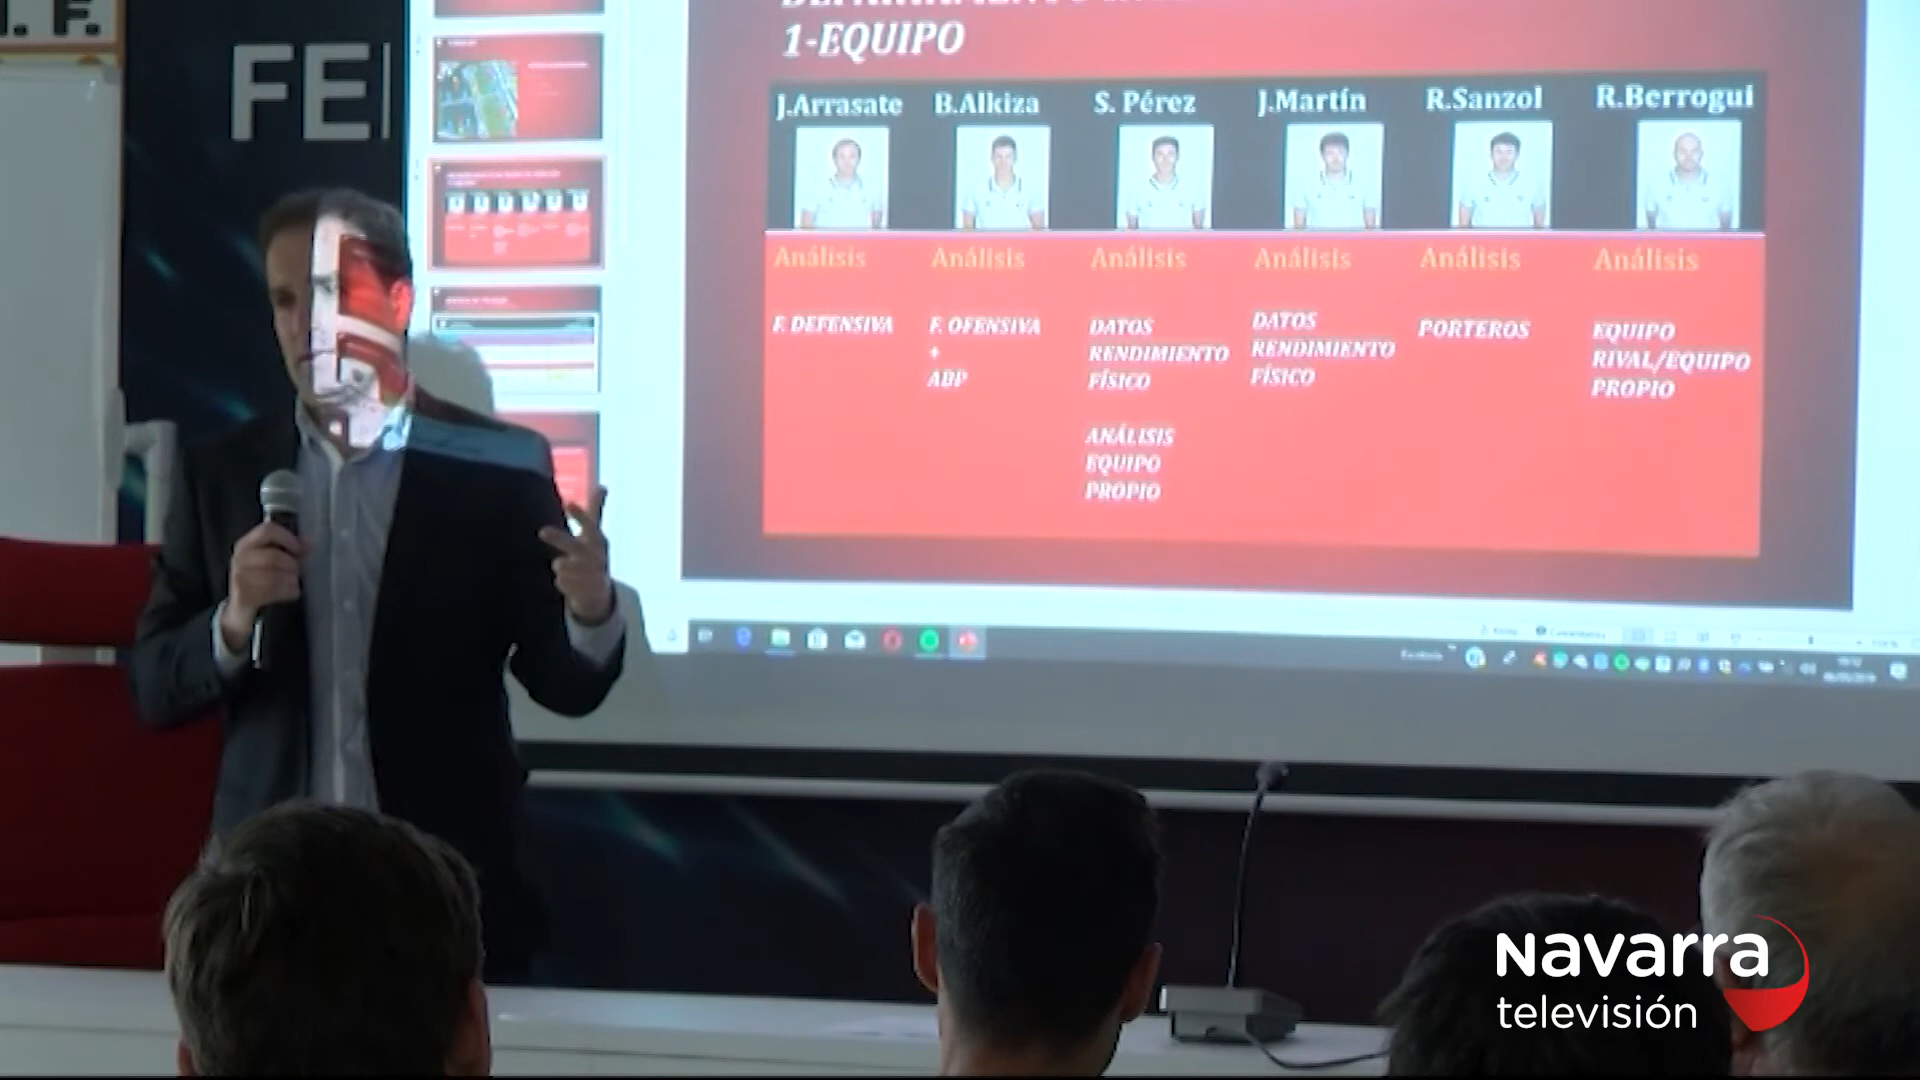 FE
1-EQUIPO
J.Arrasate B.Alkiza S. Pérez J.Martín R.Sanzol R.Berrogui
Análisis Análisis Análisis Análisis Análisis Análisis
F. DEFENSIVA
F. OFENSIVA
+
ABP
DATOS
RENDIMIENTO
FÍSICO
ANÁLISIS
EQUIPO
PROPIO
DATOS
RENDIMIENTO
FÍSICO
PORTEROS
EQUIPO
RIVAL/EQUIPO
PROPIO
Navarra
televisión